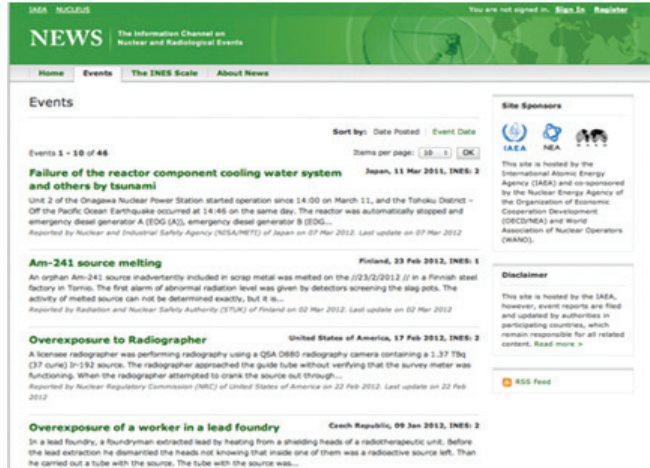 IAEA NUCLEUS
You are not signed in. Sign In Register
NEWS
The Information Channel on
Nuclear and Radiological Events
Home Events The INES Scale About News
Events
Sort by: Date Posted Event Date
Events 1 - 10 of 46
Items per page: 10 OK
Failure of the reactor component cooling water system
and others by tsunami
Japan, 11 Mar 2011, INES: 2
Unit 2 of the Onagawa Nuclear Power Station started operation since 14:00 on March 11, and the Tohoku District –
Off the Pacific Ocean Earthquake occurred at 14:46 on the same day. The reactor was automatically stopped and
emergency diesel generator A (EDG (A)), emergency diesel generator B (EDG...
Reported by Nuclear and Industrial Safety Agency (NISA/METI) of Japan on 07 Mar 2012. Last update on 07 Mar 2012
Am-241 source melting
Finland, 23 Feb 2012, INES: 1
An orphan Am-241 source inadvertently included in scrap metal was melted on the //23/2/2012 // in a Finnish steel
factory in Tornio. The first alarm of abnormal radiation level was given by detectors screening the slag pots. The
activity of melted source can not be determined exactly, but it is...
Reported by Radiation and Nuclear Safety Authority (STUK) of Finland on 02 Mar 2012. Last update on 02 Mar 2012
Overexposure to Radiographer
United States of America, 17 Feb 2012, INES: 2
A licensee radiographer was performing radiography using a QSA D880 radiography camera containing a 1.37 TBq
(37 curie) Ir-192 source. The radiographer approached the guide tube without verifying that the survey meter was
functioning. When the radiographer attempted to crank the source out through...
Reported by Nuclear Regulatory Commission (NRC) of United States of America on 22 Feb 2012. Last update on 22 Feb
2012
Overexposure of a worker in a lead foundry
Czech Republic, 09 Jan 2012, INES: 2
In a lead foundry, a foundryman extracted lead by heating from a shielding heads of a radiotherapeutic unit. Before
the lead extraction he dismantled the heads not knowing that inside one of them was a radioactive source left. Than
he carried out a tube with the source. The tube with the source was...
Site Sponsors
IAEA NEA
This site is hosted by the
International Atomic Energy
Agency (IAEA) and co-sponsored
by the Nuclear Energy Agency of
the Organization of Economic
Cooperation Development
(OECD/NEA) and World
Association of Nuclear Operators
(WANO).
Disclaimer
This site is hosted by the IAEA,
however, event reports are filed
and updated by authorities in
participating countries, which
remain responsible for all related
content. Read more »
RSS Feed